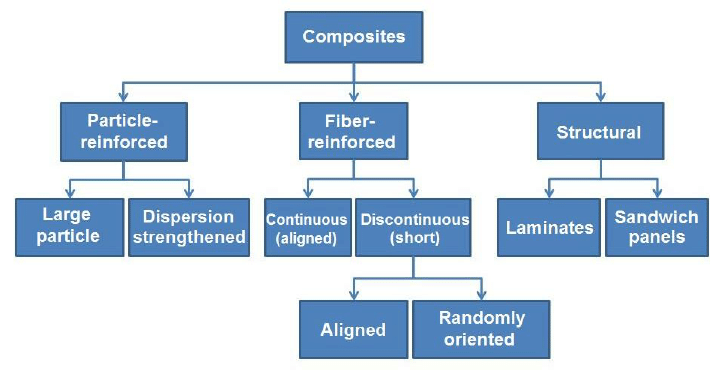 Composites
Particle-
reinforced
Fiber-
reinforced
Structural
Large
particle
Dispersion
strengthened
Continuous
(aligned)
Discontinuous
(short)
Laminates
Sandwich
panels
Aligned
Randomly
oriented